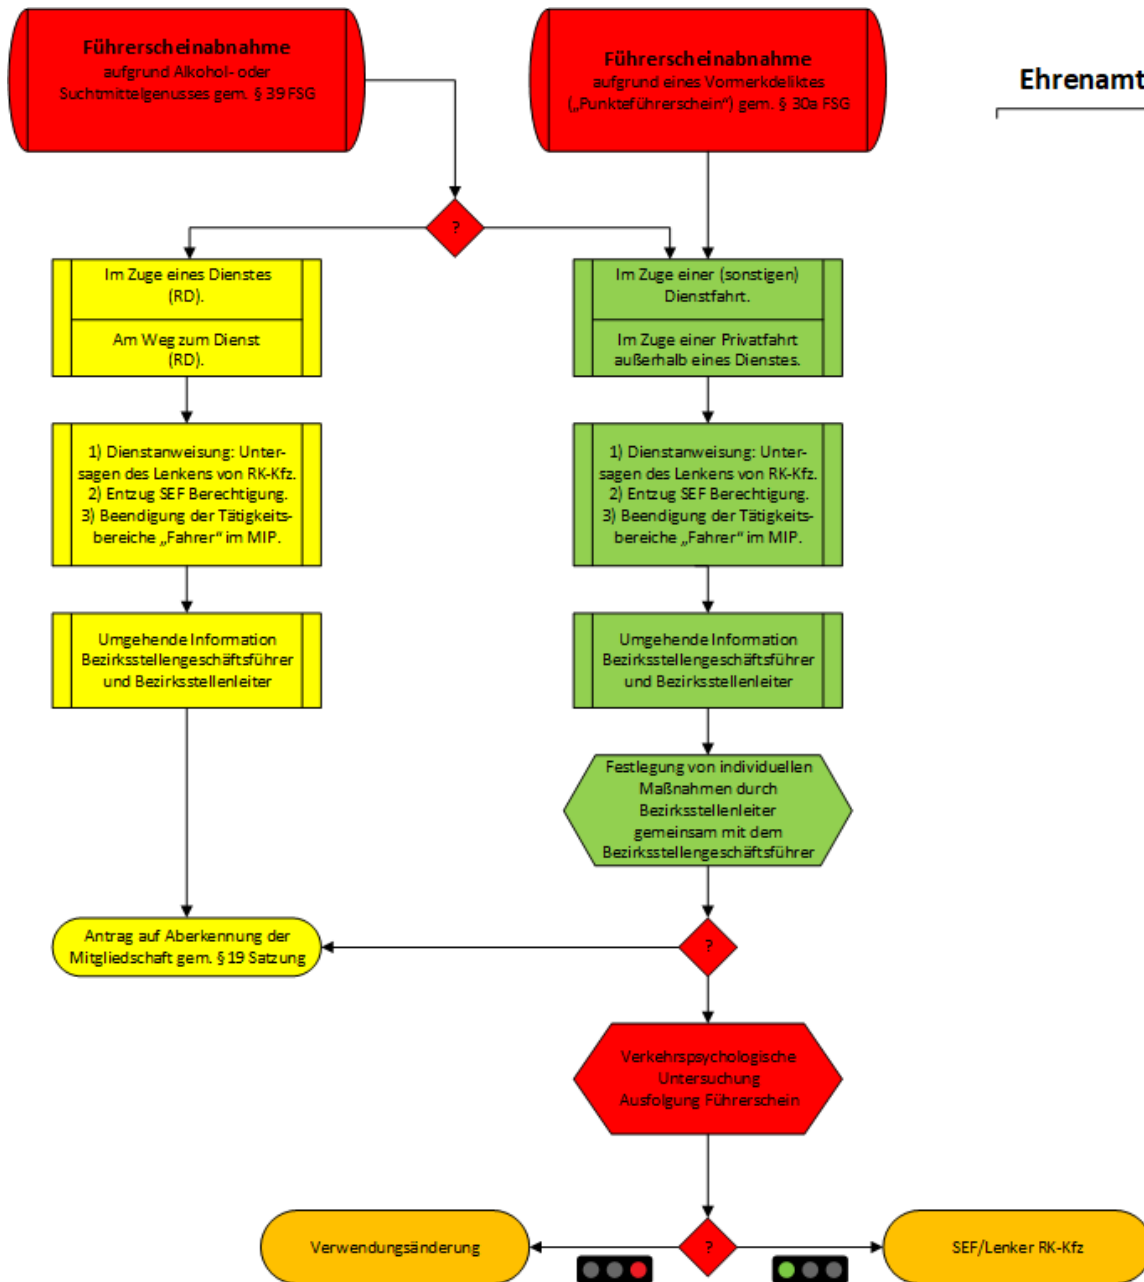 Führerscheinabnahme
aufgrund Alkohol- oder
Suchtmittelgenusses gem. § 39 FSG
Führerscheinabnahme
aufgrund eines Vormerkdeliktes
(„Punkteführerschein“) gem. § 30a FSG
Ehrenamt
?
Im Zuge eines Dienstes
(RD).
Am Weg zum Dienst
(RD).
Im Zuge einer (sonstigen)
Dienstfahrt.
Im Zuge einer Privatfahrt
außerhalb eines Dienstes.
1) Dienstanweisung: Unter-
sagen des Lenkens von RK-Kfz.
2) Entzug SEF Berechtigung.
3) Beendigung der Tätigkeits-
bereiche „Fahrer“ im MIP.
1) Dienstanweisung: Unter-
sagen des Lenkens von RK-Kfz.
2) Entzug SEF Berechtigung.
3) Beendigung der Tätigkeits-
bereiche „Fahrer“ im MIP.
Umgehende Information
Bezirksstellengeschäftsführer
und Bezirksstellenleiter
Umgehende Information
Bezirksstellengeschäftsführer
und Bezirksstellenleiter
Festlegung von individuellen
Maßnahmen durch
Bezirksstellenleiter
gemeinsam mit dem
Bezirksstellengeschäftsführer
Antrag auf Aberkennung der
Mitgliedschaft gem. § 19 Satzung
?
Verkehrspsychologische
Untersuchung
Ausfolgung Führerschein
Verwendungsänderung
?
SEF/Lenker RK-Kfz